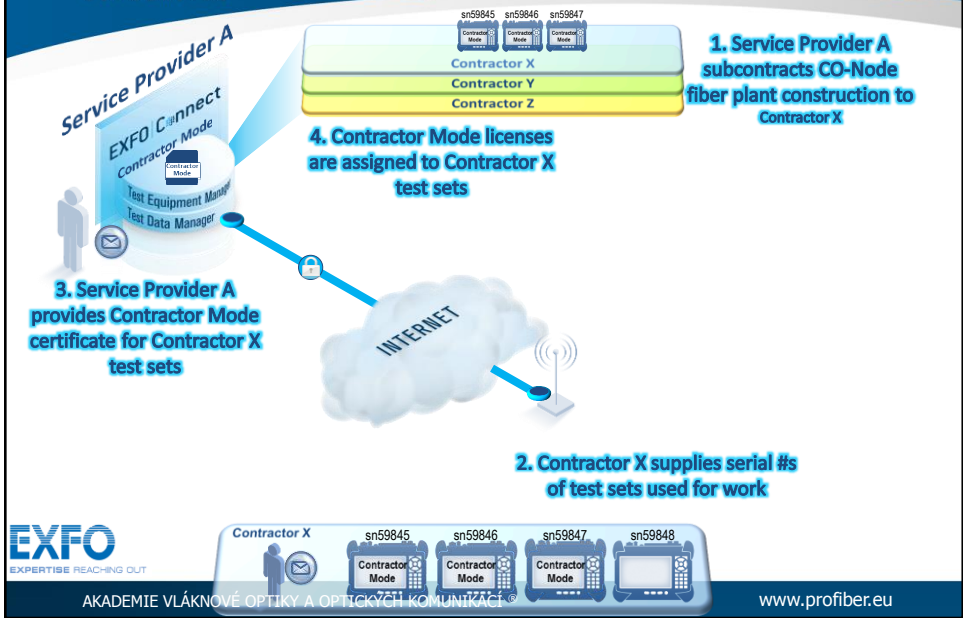 Service Provider A
EXFO Connect
Contractor Mode
Contractor
Mode
Test Equipment Manager
Test Data Manager
sn59845 sn59846 sn59847
Contractor
Mode
Contractor
Mode
Contractor
Mode
Contractor X
Contractor Y
Contractor Z
1. Service Provider A
subcontracts CO-Node
fiber plant construction to
Contractor X
4. Contractor Mode licenses
are assigned to Contractor X
test sets
3. Service Provider A
provides Contractor Mode
certificate for Contractor X
test sets
INTERNET
2. Contractor X supplies serial #s
of test sets used for work
EXFO
EXPERTISE REACHING OUT
Contractor X
sn59845 sn59846 sn59847 sn59848
Contractor
Mode
Contractor
Mode
Contractor
Mode
AKADEMIE VLÁKNOVÉ OPTIKY A OPTICKÝCH KOMUNIKACÍ ®
www.profiber.eu